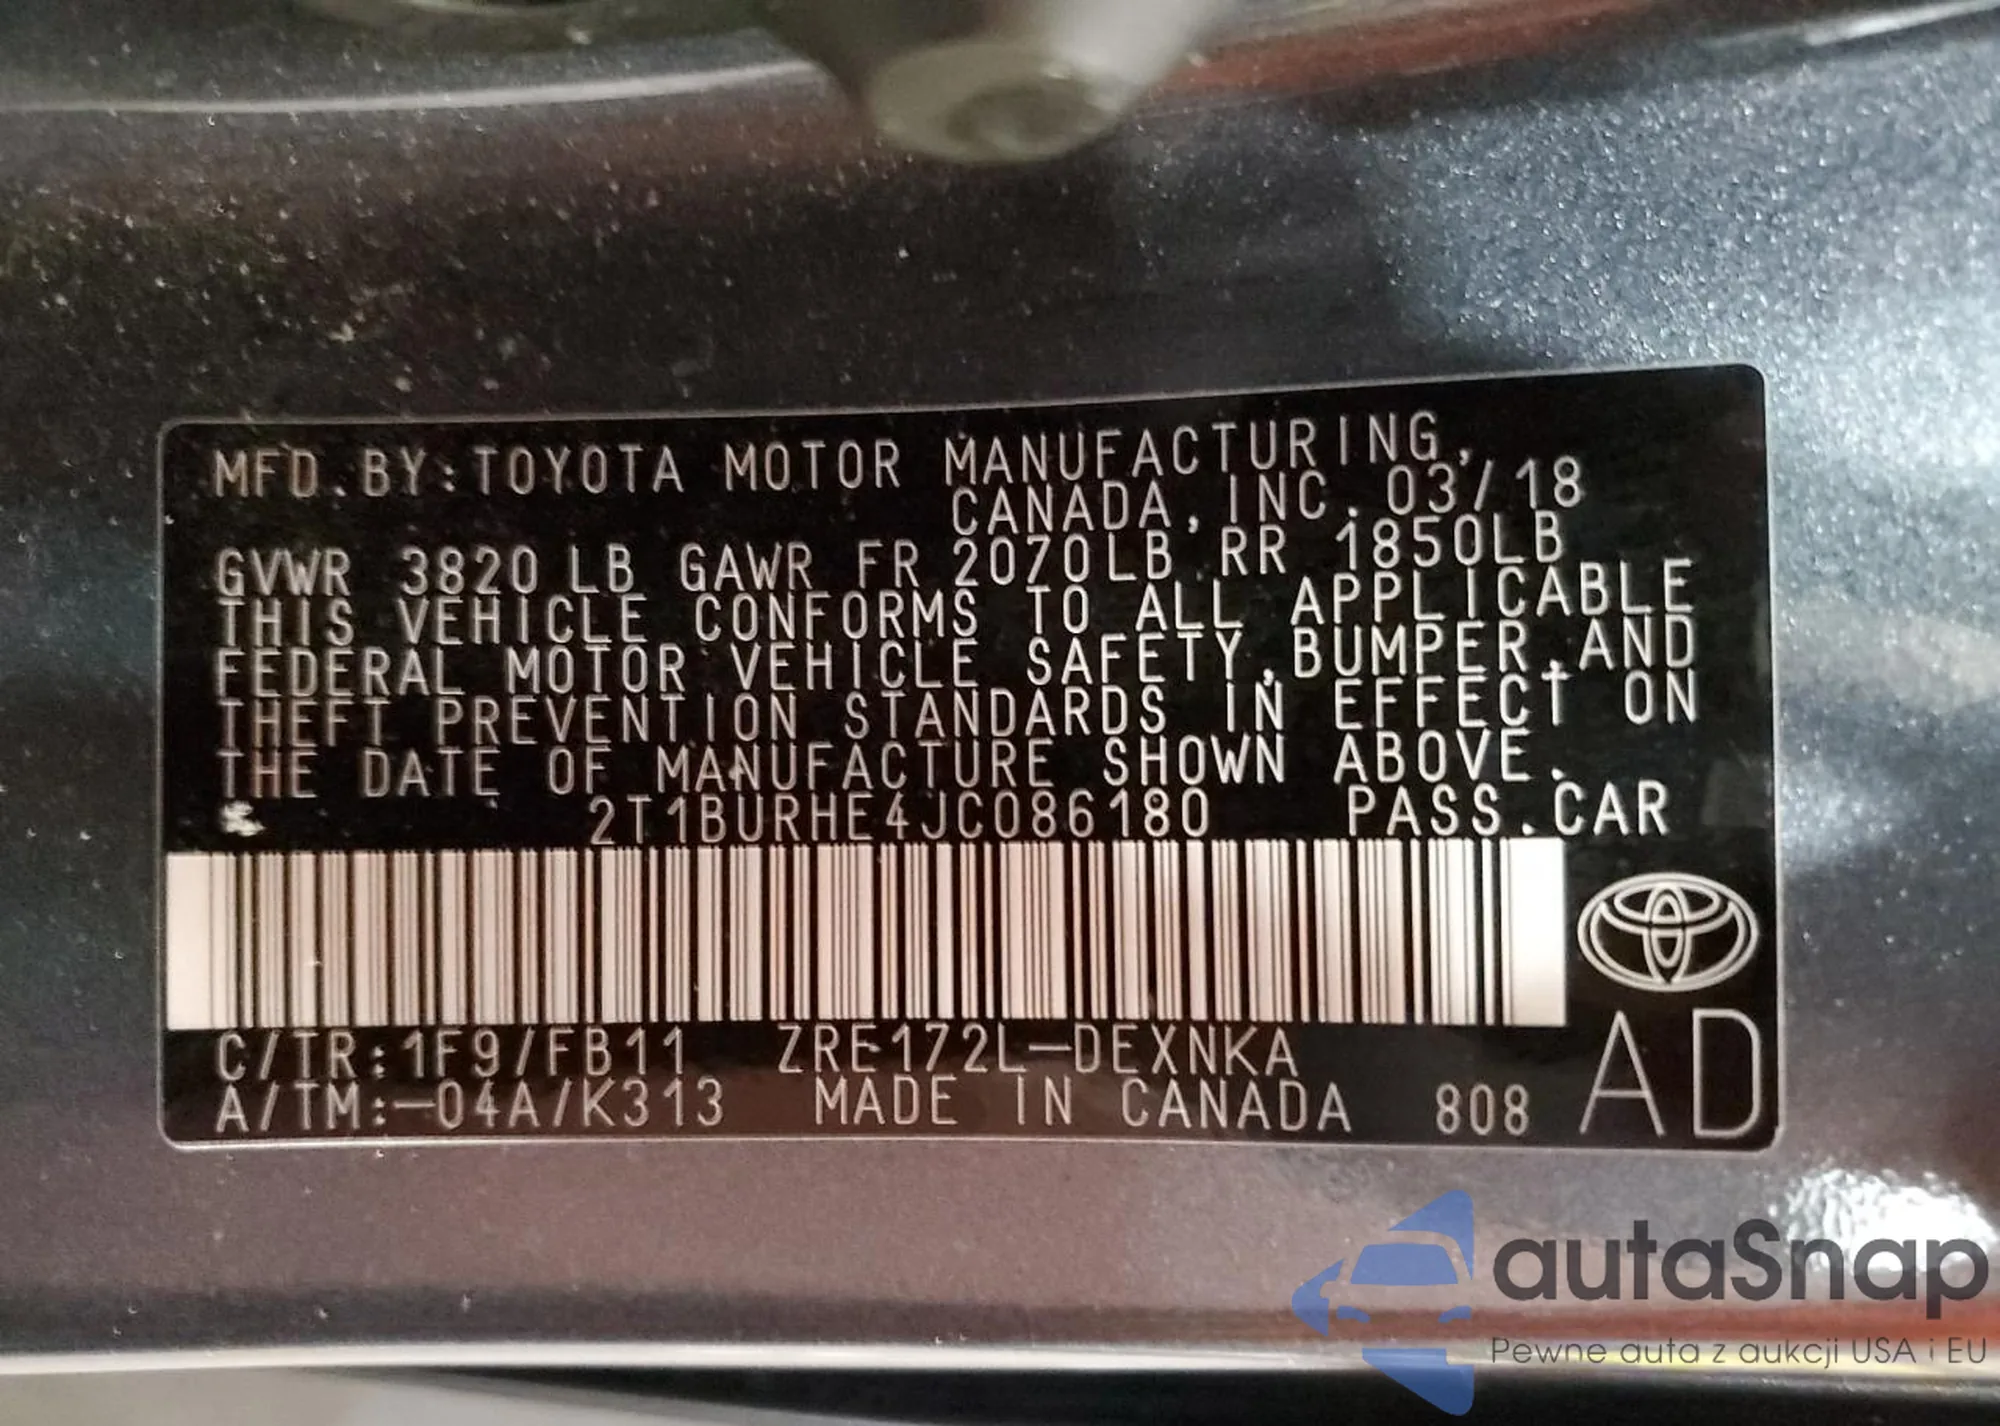 MFD.BY:TOYOTA MOTOR MANUFACTURING,
CANADA, INC. 03/18
GVWR 3820 LB GAWR FR 2070LB RR 1850LB
THIS VEHICLE CONFORMS TO ALL APPLICABLE
FEDERAL MOTOR VEHICLE SAFETY,BUMPER,AND
THEFT PREVENTION STANDARDS IN EFFECT ON
THE DATE OF MANUFACTURE SHOWN ABOVE.
2T1BURHE4JC086180 PASS.CAR
C/TR:1F9/FB11 ZRE172L-DEXNKA
A/TM:-04A/K313 MADE IN CANADA 808
AD
autaSnap
Pewne auta z aukcji USA i EU